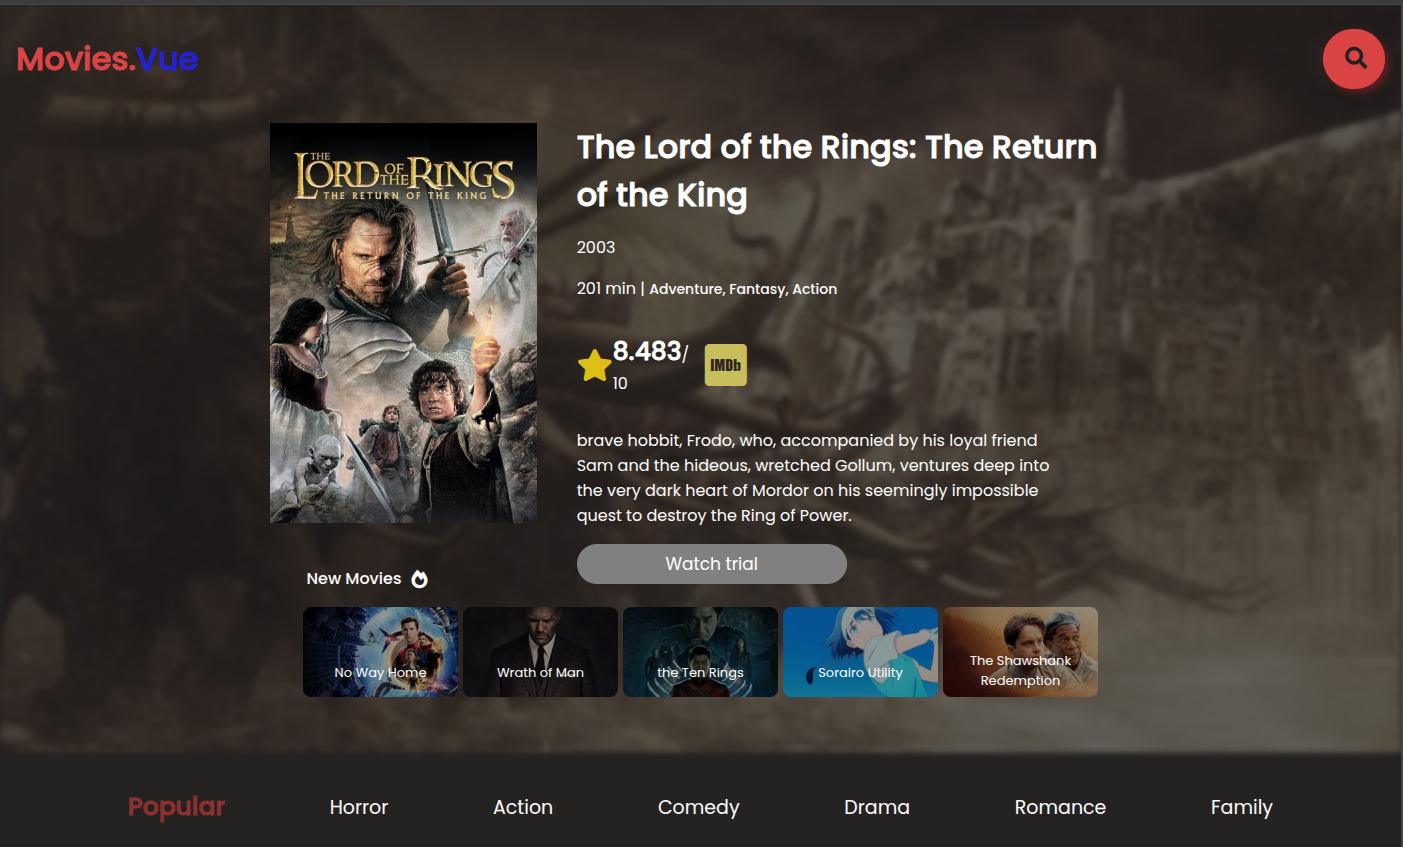 Movies.Vue
THE
LORD OF THE RINGS
THE RETURN OF THE KING
The Lord of the Rings: The Return
of the King
2003
201 min | Adventure, Fantasy, Action
8.483/
10
IMDb
brave hobbit, Frodo, who, accompanied by his loyal friend
Sam and the hideous, wretched Gollum, ventures deep into
the very dark heart of Mordor on his seemingly impossible
quest to destroy the Ring of Power.
Watch trial
New Movies
No Way Home
Wrath of Man
the Ten Rings
Sorairo Utility
The Shawshank
Redemption
Popular
Horror
Action
Comedy
Drama
Romance
Family